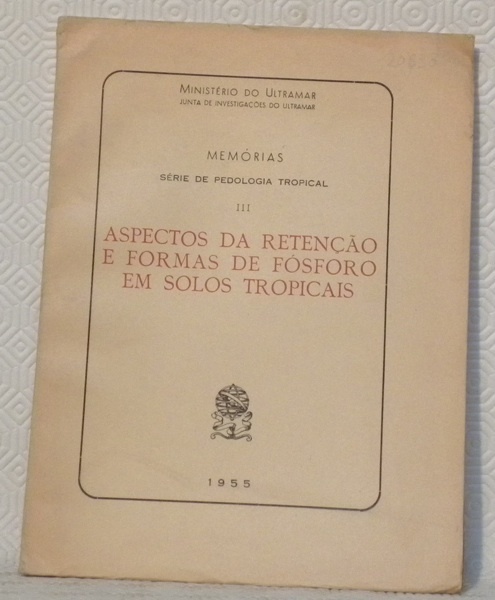 MINISTÉRIO DO ULTRAMAR
JUNTA DE INVESTIGAÇÕES DO ULTRAMAR
MEMÓRIAS
SÉRIE DE PEDOLOGIA TROPICAL
III
ASPECTOS DA RETENÇÃO
E FORMAS DE FÓSFORO
EM SOLOS TROPICAIS
1955